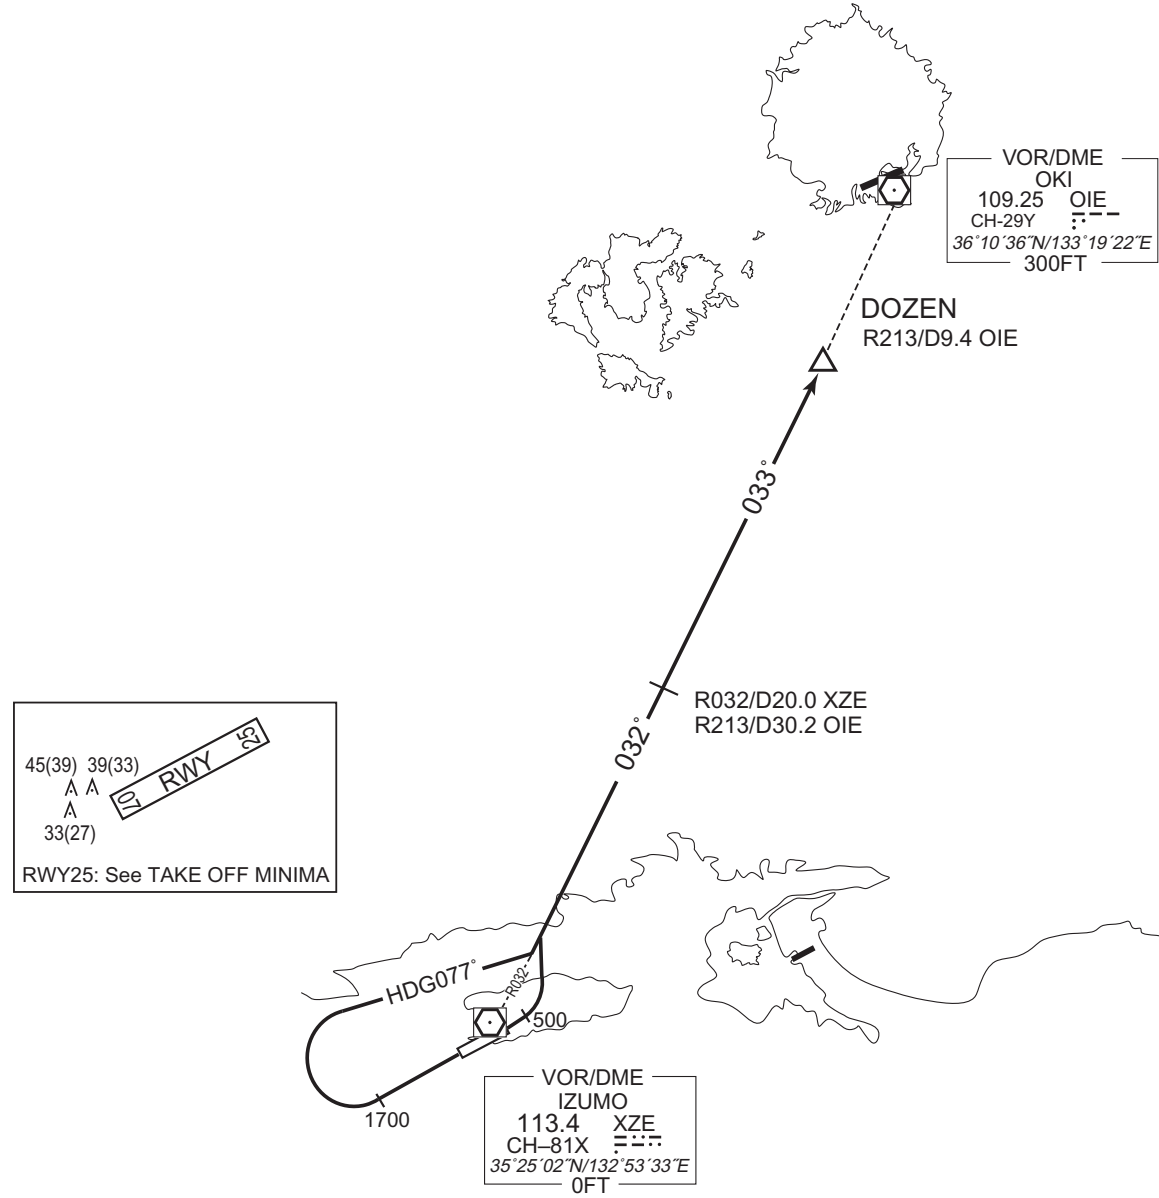 VOR/DME
OKI
109.25 OIE
CH-29Y
36°10´36˝N/133°19´22˝E
300FT
DOZEN
R213/D9.4 OIE
033°
R032/D20.0 XZE
R213/D30.2 OIE
032°
25
RWY
07
45(39) 39(33)
33(27)
RWY25: See TAKE OFF MINIMA
HDG077°
R032
500
1700
VOR/DME
IZUMO
113.4 XZE
CH–81X
35°25´02˝N/132°53´33˝E
0FT